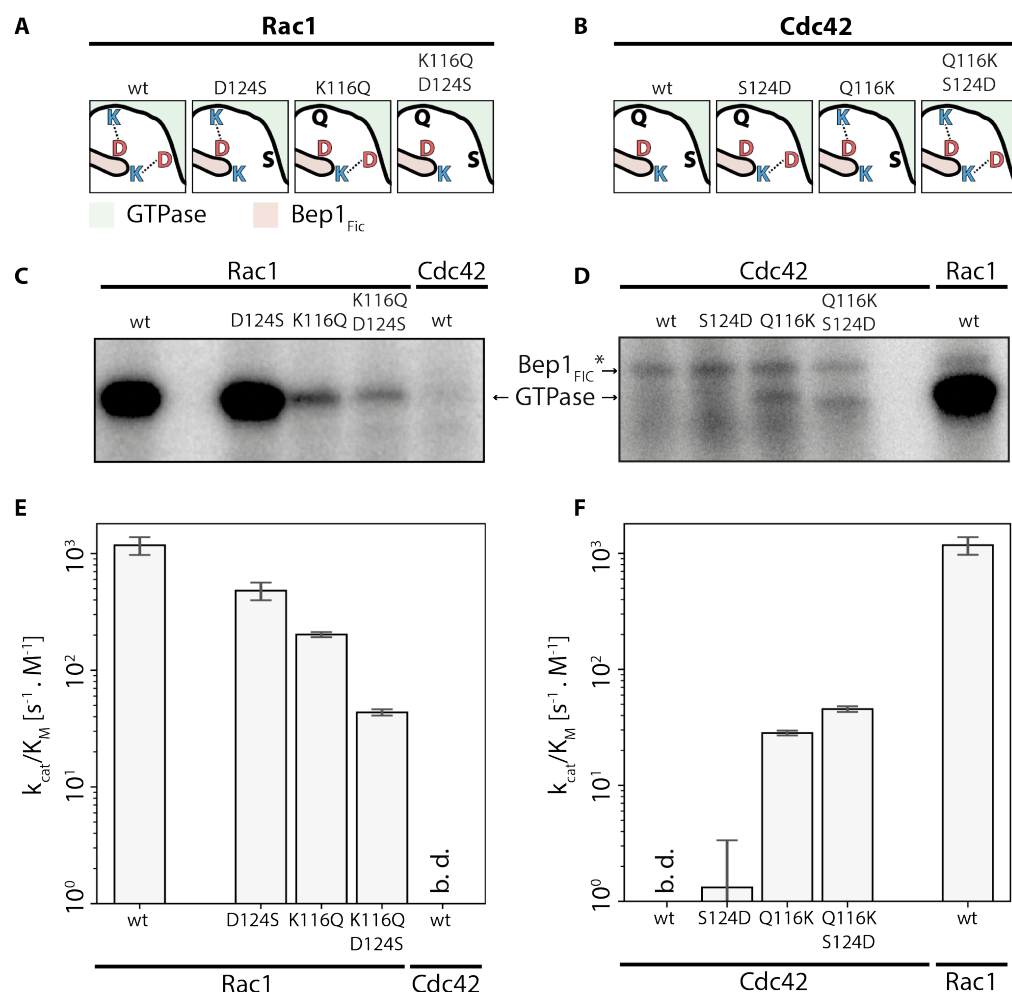 A Rac1
wt D124S K116Q K116Q D124S
K D K D
K D K
Q D K D S
Q D K S
GTPase Bep1Fic
B Cdc42
wt S124D Q116K Q116K S124D
Q D K S
Q D K D
K D K S
K D K D
C Rac1 Cdc42
wt D124S K116Q K116Q D124S wt
D Cdc42 Rac1
wt S124D Q116K Q116K S124D wt
Bep1FIC* →
← GTPase →
E
kcat/KM [s-1 . M-1]
10³
10²
10¹
10⁰
b. d.
wt D124S K116Q K116Q D124S wt
Rac1 Cdc42
F
kcat/KM [s-1 . M-1]
10³
10²
10¹
10⁰
b. d.
wt S124D Q116K Q116K S124D wt
Cdc42 Rac1